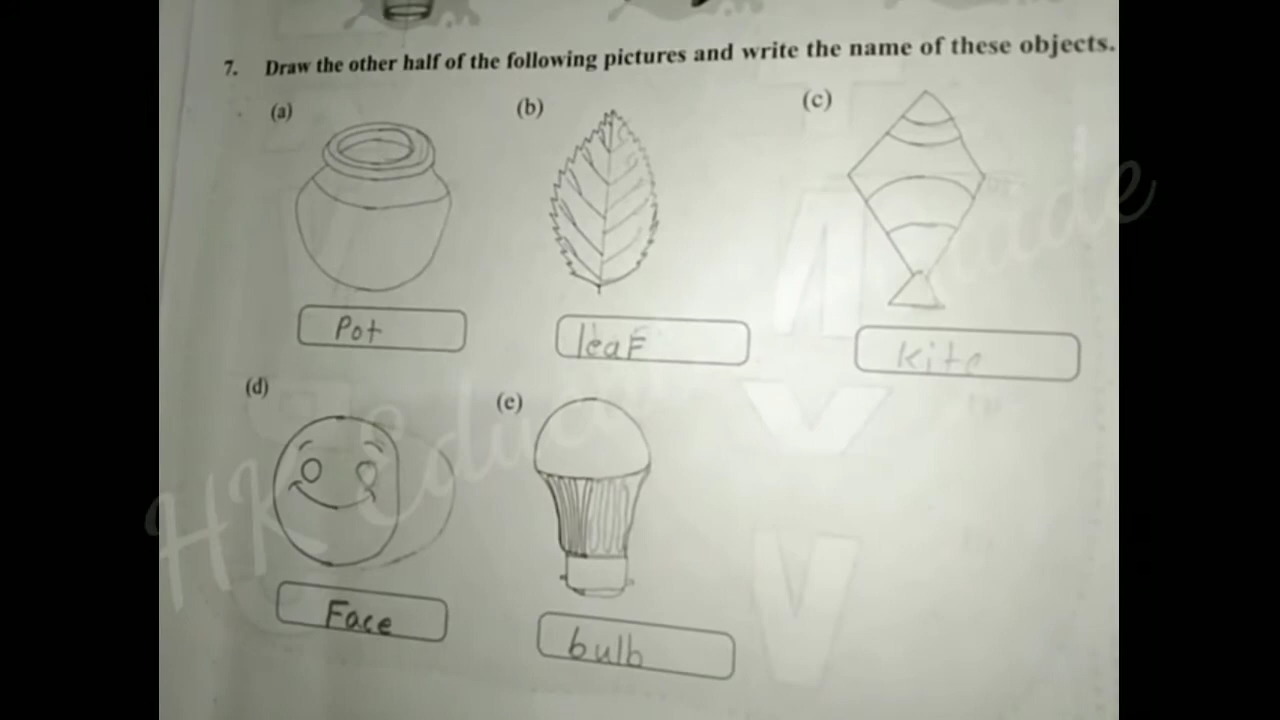 7. Draw the other half of the following pictures and write the name of these objects.
(a)
(b)
(c)
Pot
leaF
Kite
(d)
(e)
Face
bulb